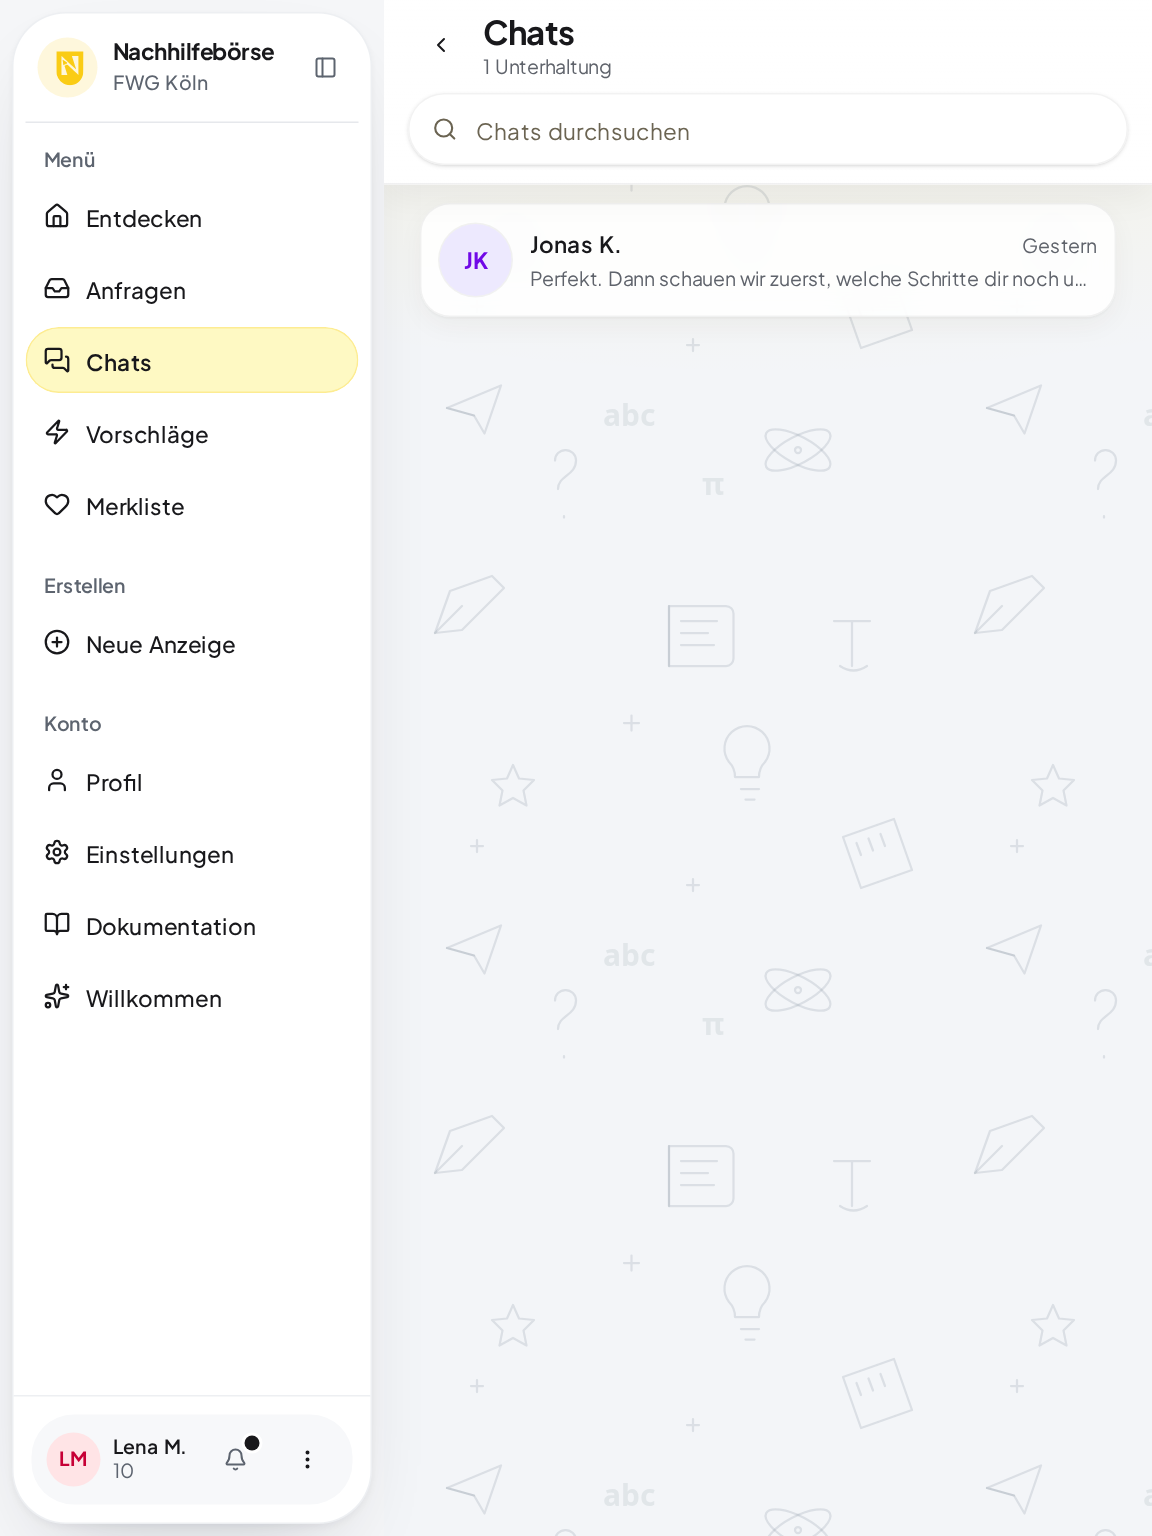 Nachhilfebörse
FWG Köln
Menü
Entdecken
Anfragen
Chats
Vorschläge
Merkliste
Erstellen
Neue Anzeige
Konto
Profil
Einstellungen
Dokumentation
Willkommen
LM
Lena M.
10
Chats
1 Unterhaltung
Chats durchsuchen
JK
Jonas K.
Gestern
Perfekt. Dann schauen wir zuerst, welche Schritte dir noch u...
abc
π
abc
π
abc